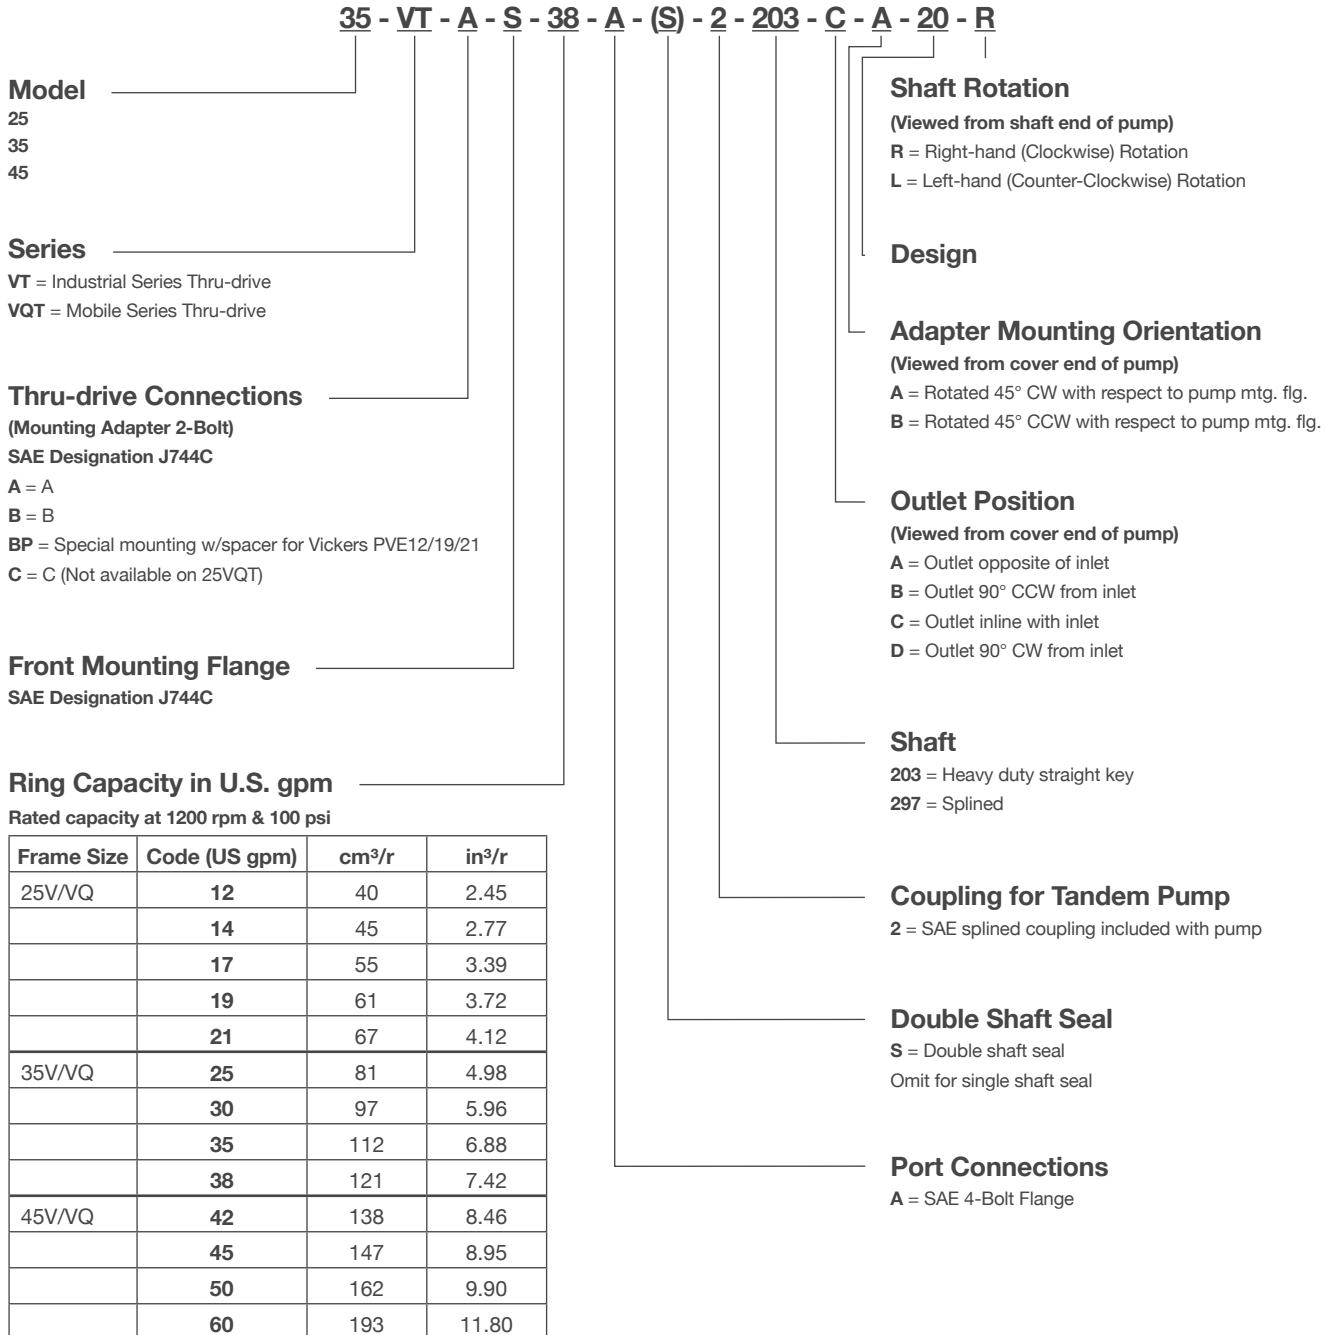 35 - VT - A - S - 38 - A - (S) - 2 - 203 - C - A - 20 - R
Model
25
35
45
Series
VT = Industrial Series Thru-drive
VQT = Mobile Series Thru-drive
Thru-drive Connections
(Mounting Adapter 2-Bolt)
SAE Designation J744C
A = A
B = B
BP = Special mounting w/spacer for Vickers PVE12/19/21
C = C (Not available on 25VQT)
Front Mounting Flange
SAE Designation J744C
Ring Capacity in U.S. gpm
Rated capacity at 1200 rpm & 100 psi
Frame Size Code (US gpm) cm³/r in³/r
25V/VQ 12 40 2.45
14 45 2.77
17 55 3.39
19 61 3.72
21 67 4.12
35V/VQ 25 81 4.98
30 97 5.96
35 112 6.88
38 121 7.42
45V/VQ 42 138 8.46
45 147 8.95
50 162 9.90
60 193 11.80
Shaft Rotation
(Viewed from shaft end of pump)
R = Right-hand (Clockwise) Rotation
L = Left-hand (Counter-Clockwise) Rotation
Design
Adapter Mounting Orientation
(Viewed from cover end of pump)
A = Rotated 45° CW with respect to pump mtg. flg.
B = Rotated 45° CCW with respect to pump mtg. flg.
Outlet Position
(Viewed from cover end of pump)
A = Outlet opposite of inlet
B = Outlet 90° CCW from inlet
C = Outlet inline with inlet
D = Outlet 90° CW from inlet
Shaft
203 = Heavy duty straight key
297 = Splined
Coupling for Tandem Pump
2 = SAE splined coupling included with pump
Double Shaft Seal
S = Double shaft seal
Omit for single shaft seal
Port Connections
A = SAE 4-Bolt Flange